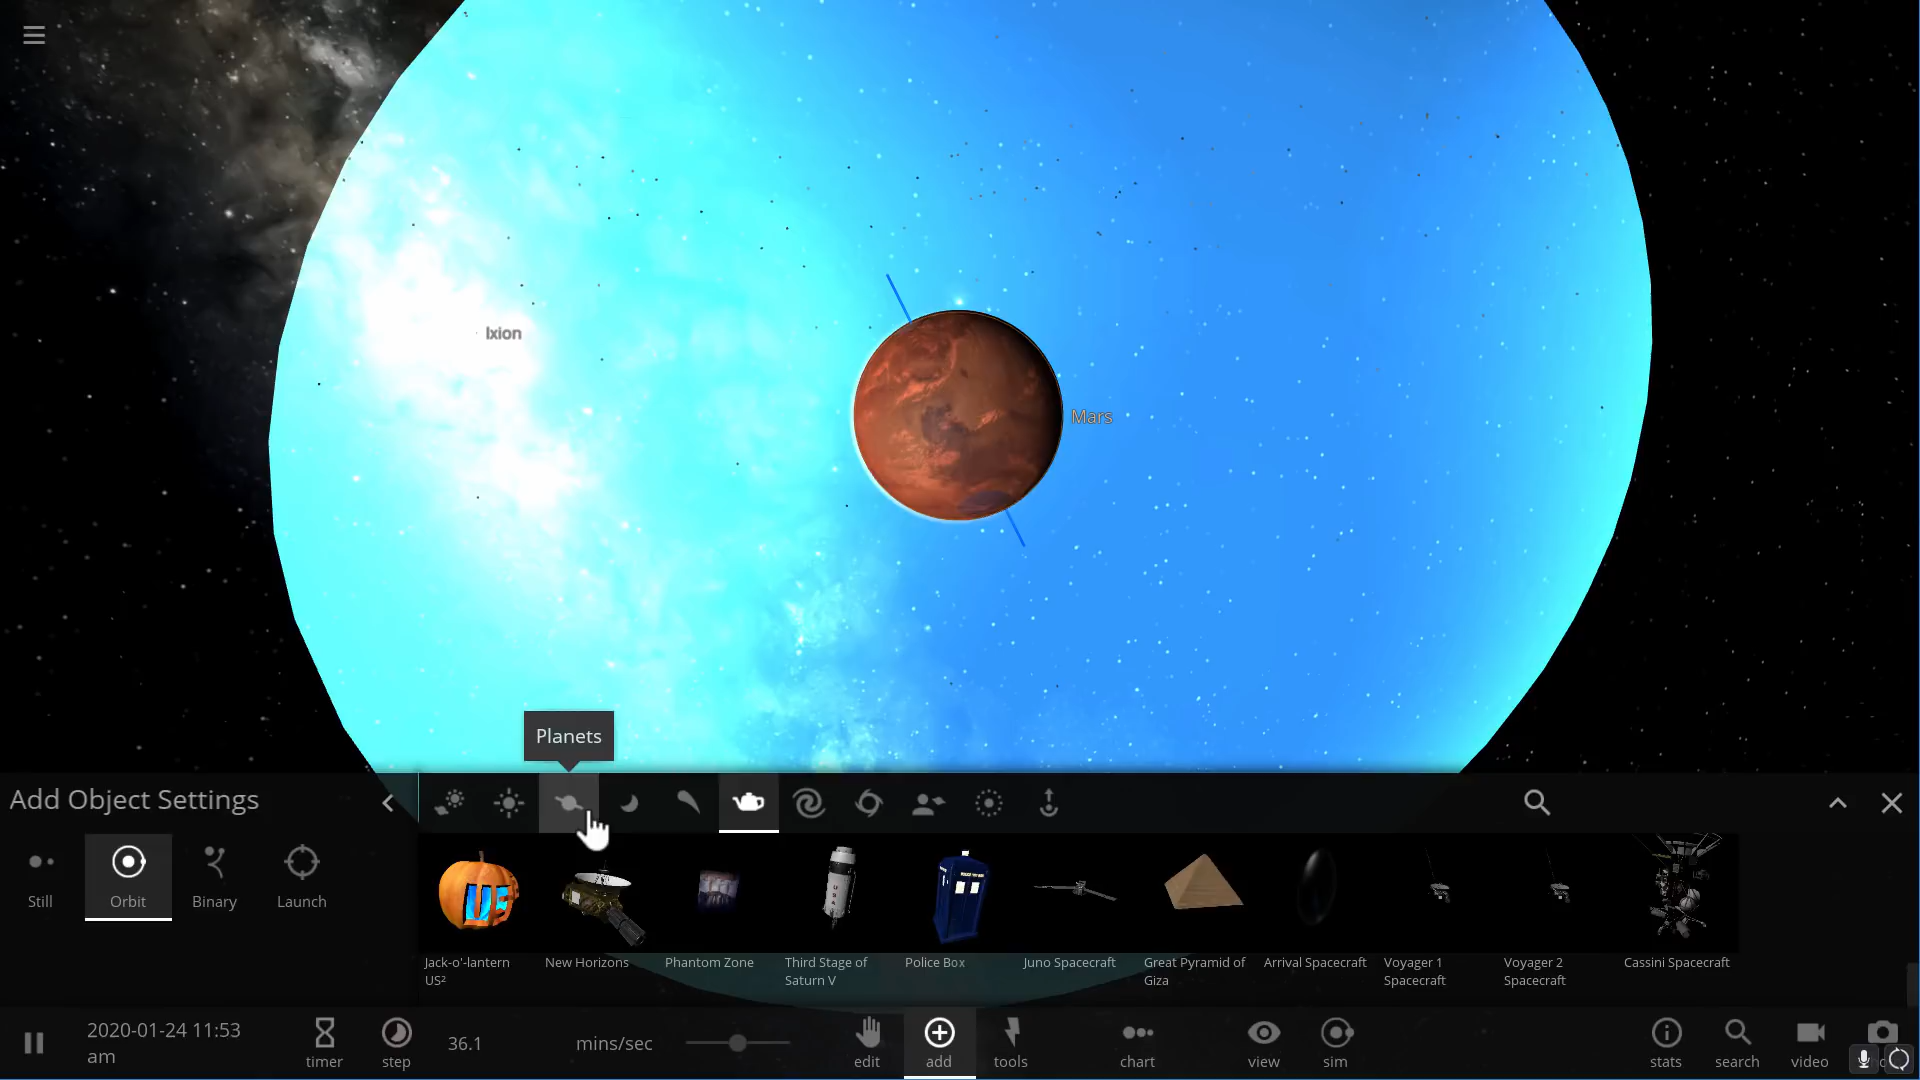 Ixion
Mars
Planets
Add Object Settings
Still
Orbit
Binary
Launch
Jack-o'-lantern
US²
New Horizons
Phantom Zone
Third Stage of
Saturn V
Police Box
Juno Spacecraft
Great Pyramid of
Giza
Arrival Spacecraft
Voyager 1
Spacecraft
Voyager 2
Spacecraft
Cassini Spacecraft
2020-01-24 11:53
am
timer
step
36.1
mins/sec
edit
add
tools
chart
view
sim
stats
search
video